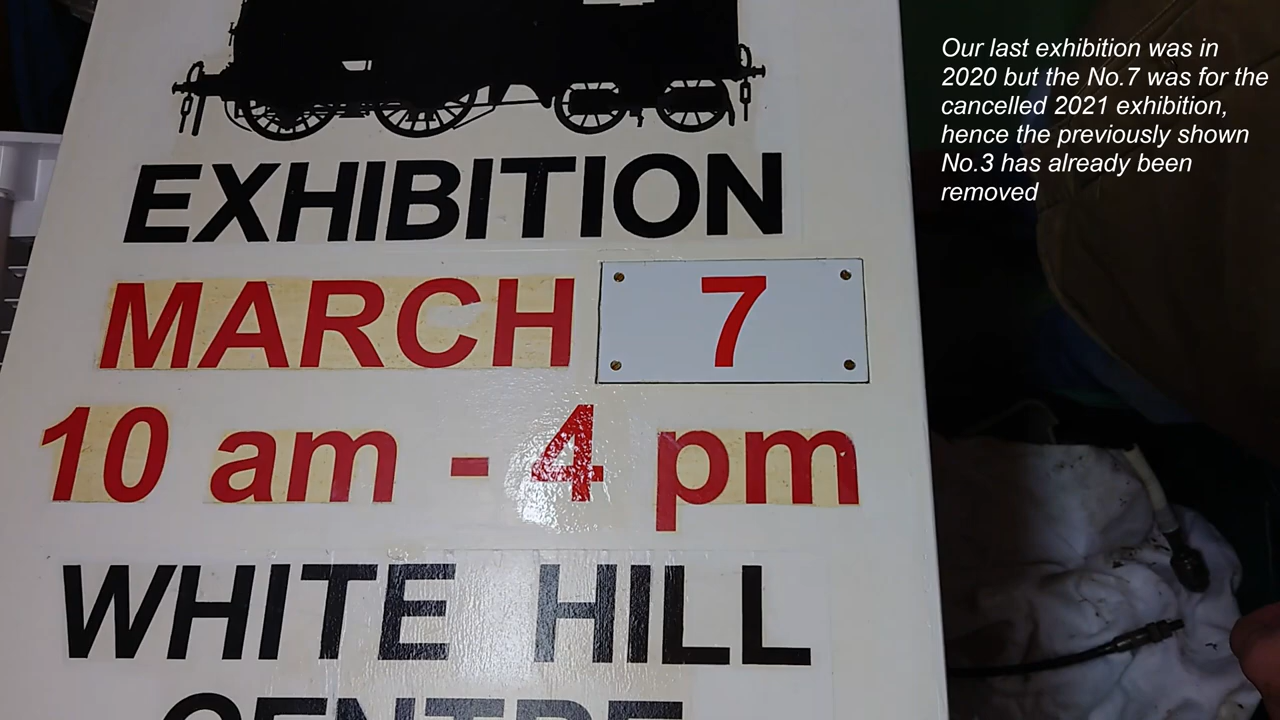 EXHIBITION
MARCH 7
10 am - 4 pm
WHITE HILL
CENTRE
Our last exhibition was in
2020 but the No.7 was for the
cancelled 2021 exhibition,
hence the previously shown
No.3 has already been
removed